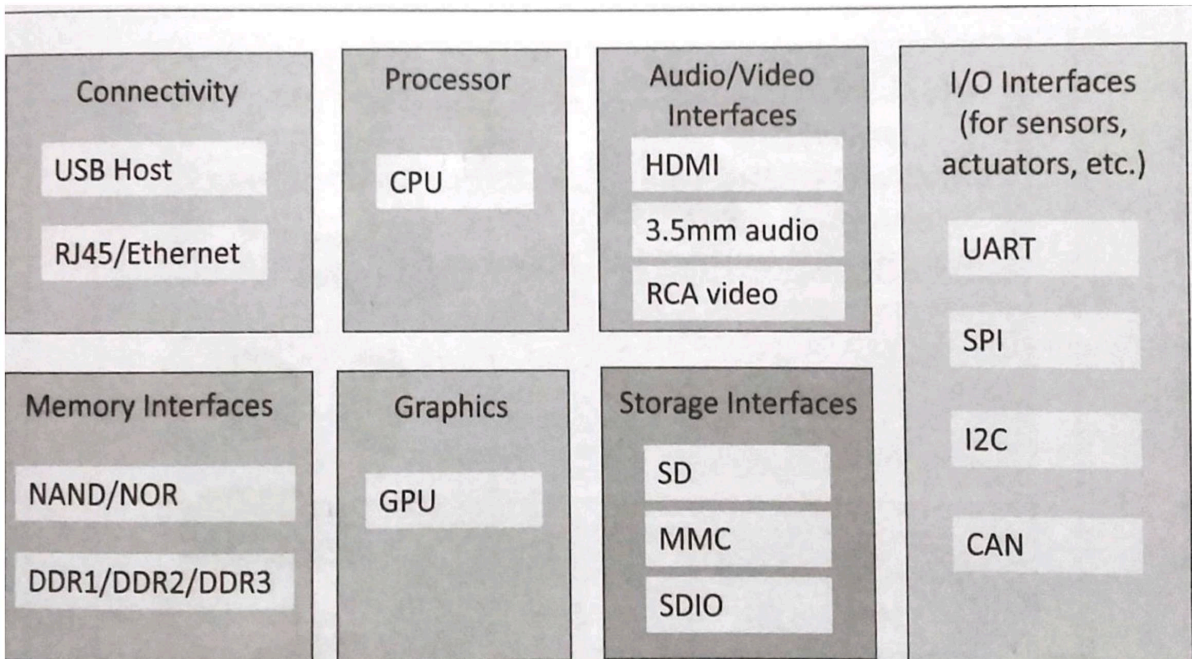 Connectivity
USB Host
RJ45/Ethernet
Processor
CPU
Audio/Video
Interfaces
HDMI
3.5mm audio
RCA video
I/O Interfaces
(for sensors,
actuators, etc.)
UART
SPI
I2C
CAN
Memory Interfaces
NAND/NOR
DDR1/DDR2/DDR3
Graphics
GPU
Storage Interfaces
SD
MMC
SDIO